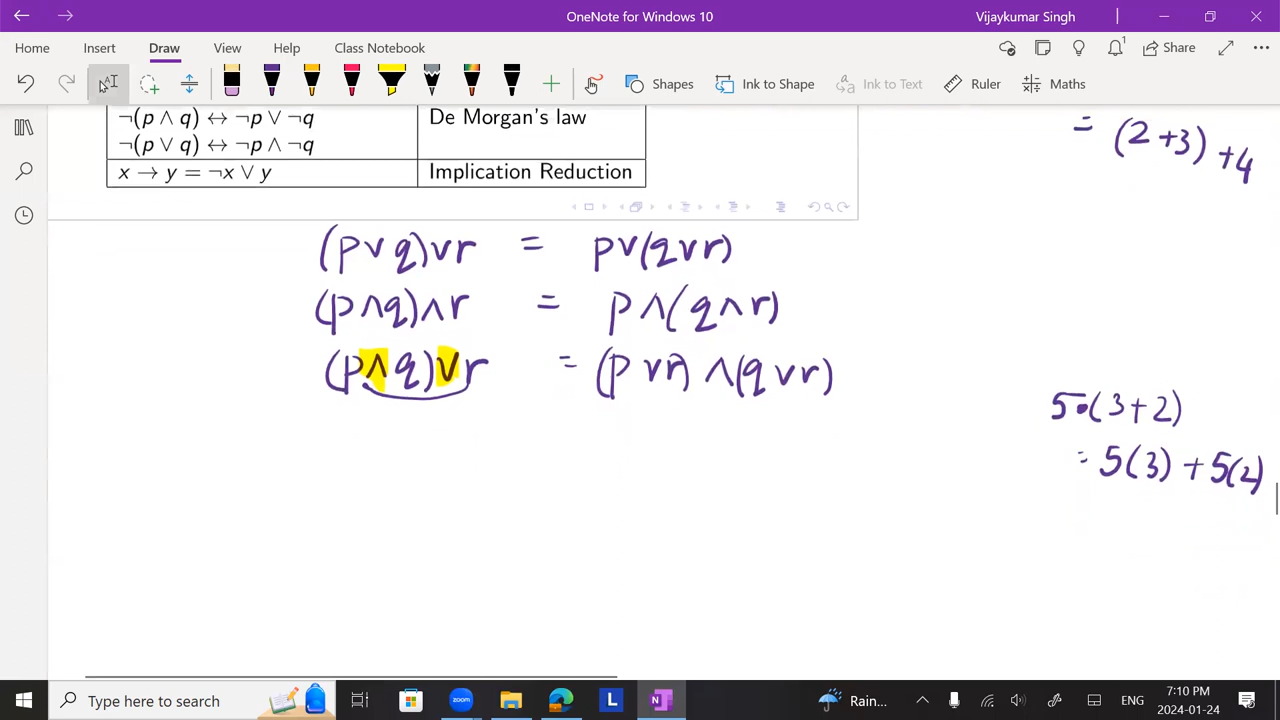 OneNote for Windows 10
Vijaykumar Singh
Home Insert Draw View Help Class Notebook
Share
Shapes
Ink to Shape
Ink to Text
Ruler
Maths
¬(p ∧ q) ↔ ¬p ∨ ¬q De Morgan's law
¬(p ∨ q) ↔ ¬p ∧ ¬q
x → y = ¬x ∨ y Implication Reduction
= (2+3) +4
(p∨q)∨r = p∨(q∨r)
(p∧q)∧r = p∧(q∧r)
(p∧q)∨r = (p∨r)∧(q∨r)
5•(3+2)
= 5(3) + 5(2)
Type here to search
Rain...
ENG
7:10 PM
2024-01-24